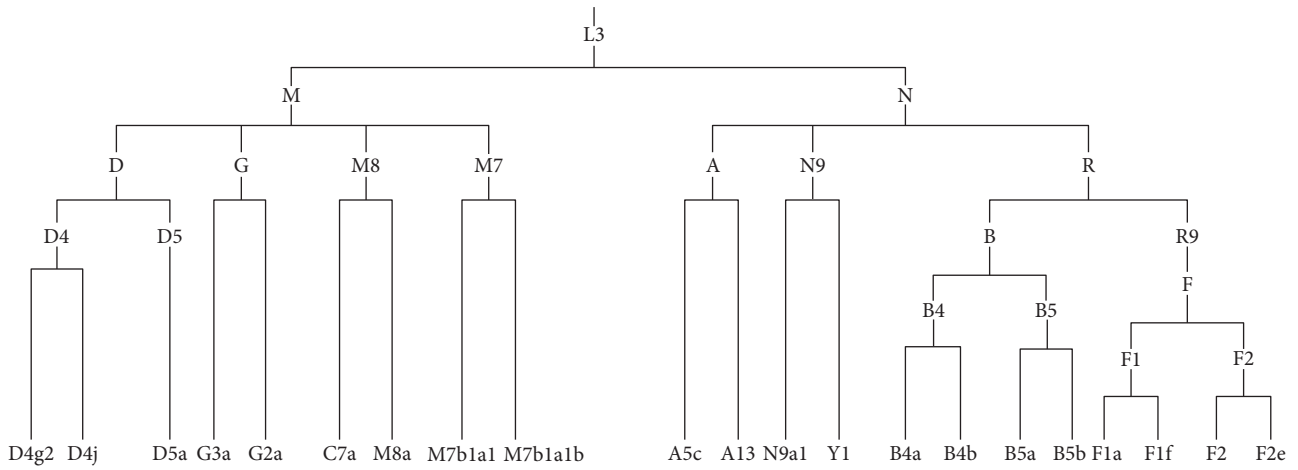 L3
M N
D G M8 M7 A N9 R
D4 D5 B R9
F
B4 B5
F1 F2
D4g2 D4j D5a G3a G2a C7a M8a M7b1a1 M7b1a1b A5c A13 N9a1 Y1 B4a B4b B5a B5b F1a F1f F2 F2e